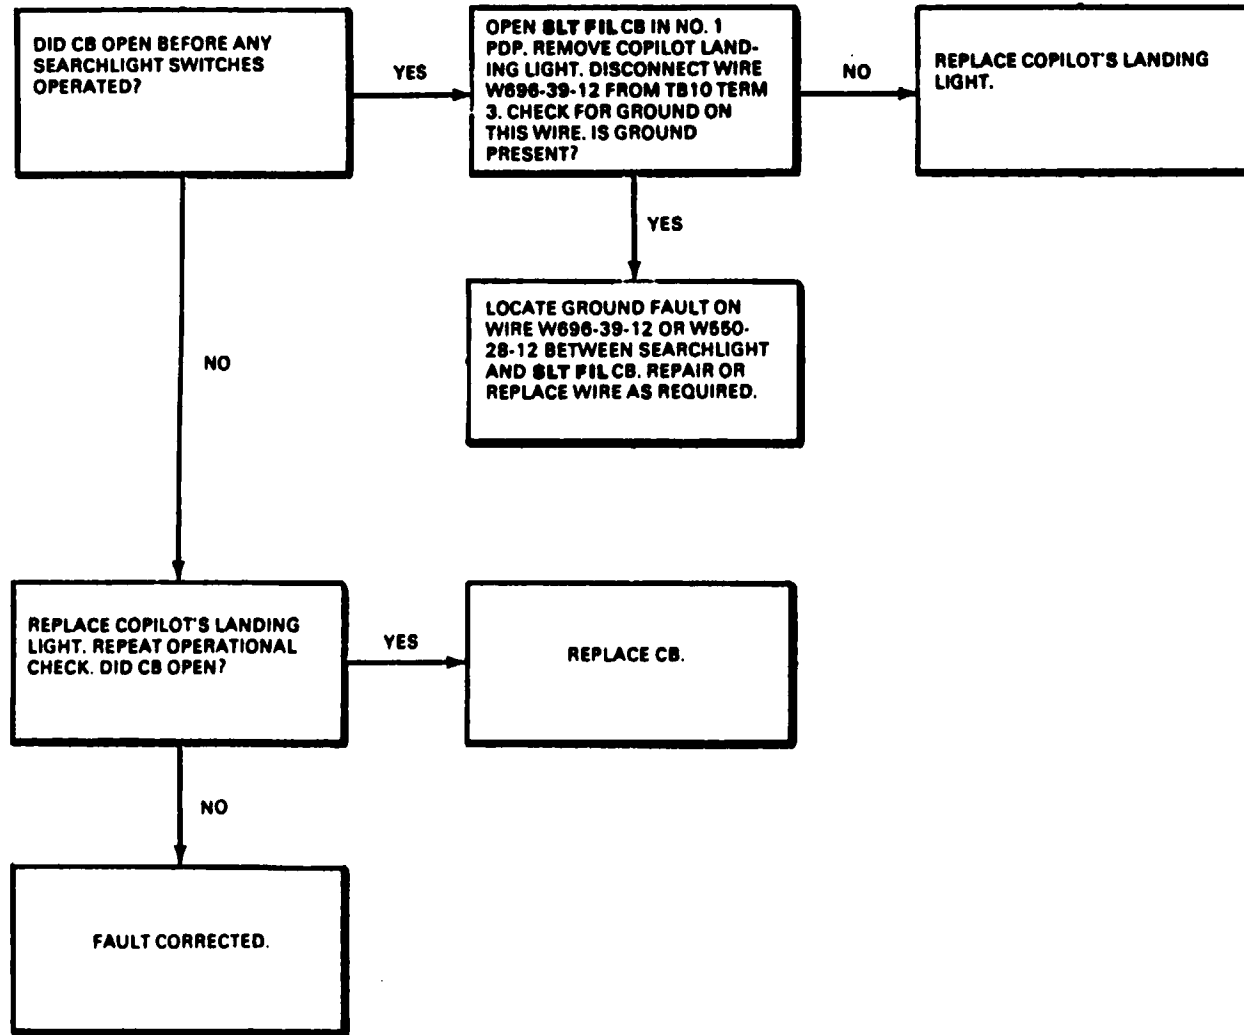 DID CB OPEN BEFORE ANY
SEARCHLIGHT SWITCHES
OPERATED?
YES
OPEN SLT FIL CB IN NO. 1
PDP. REMOVE COPILOT LAND-
ING LIGHT. DISCONNECT WIRE
W696-39-12 FROM TB10 TERM
3. CHECK FOR GROUND ON
THIS WIRE. IS GROUND
PRESENT?
NO
REPLACE COPILOT'S LANDING
LIGHT.
YES
LOCATE GROUND FAULT ON
WIRE W696-39-12 OR W550-
28-12 BETWEEN SEARCHLIGHT
AND SLT FIL CB. REPAIR OR
REPLACE WIRE AS REQUIRED.
NO
REPLACE COPILOT'S LANDING
LIGHT. REPEAT OPERATIONAL
CHECK. DID CB OPEN?
YES
REPLACE CB.
NO
FAULT CORRECTED.